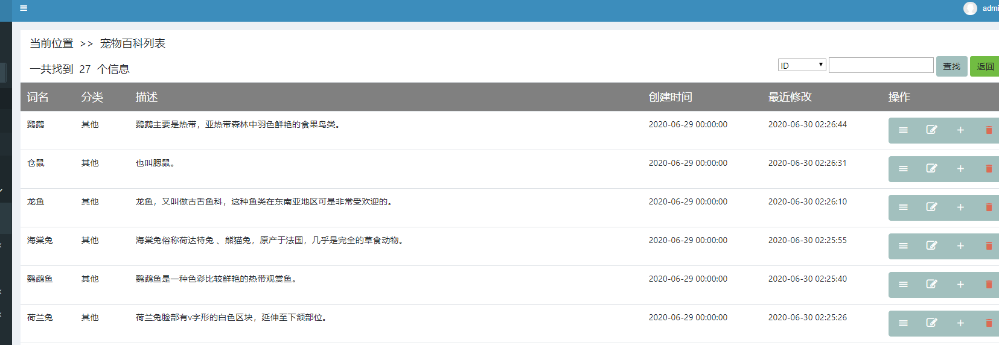 admi
当前位置 >> 宠物百科列表
一共找到 27 个信息
ID 查找 返回
词名 分类 描述 创建时间 最近修改 操作
鹦鹉 其他 鹦鹉主要是热带，亚热带森林中羽色鲜艳的食果鸟类。 2020-06-29 00:00:00 2020-06-30 02:26:44
仓鼠 其他 也叫腮鼠。 2020-06-29 00:00:00 2020-06-30 02:26:31
龙鱼 其他 龙鱼，又叫做古舌鱼科，这种鱼类在东南亚地区可是非常受欢迎的。 2020-06-29 00:00:00 2020-06-30 02:26:10
海棠兔 其他 海棠兔俗称荷达特兔 、熊猫兔，原产于法国，几乎是完全的草食动物。 2020-06-29 00:00:00 2020-06-30 02:25:55
鹦鹉鱼 其他 鹦鹉鱼是一种色彩比较鲜艳的热带观赏鱼。 2020-06-29 00:00:00 2020-06-30 02:25:40
荷兰兔 其他 荷兰兔脸部有v字形的白色区块，延伸至下颔部位。 2020-06-29 00:00:00 2020-06-30 02:25:26